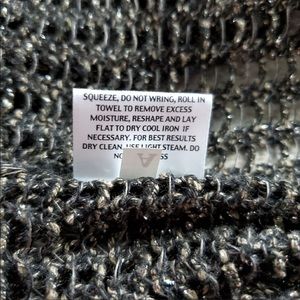 SQUEEZE, DO NOT WRING, ROLL IN
TOWEL TO REMOVE EXCESS
MOISTURE, RESHAPE AND LAY
FLAT TO DRY COOL IRON IF
NECESSARY. FOR BEST RESULTS
DRY CLEAN. USE LIGHT STEAM. DO
A